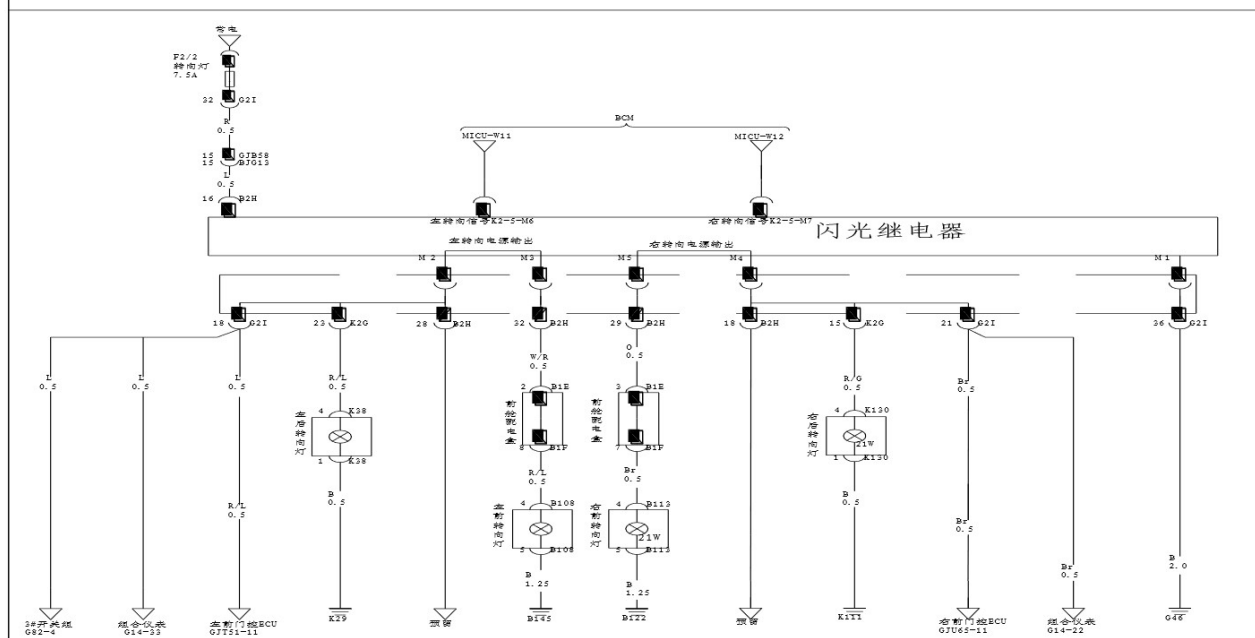 常电
F2/2
转向灯
7.5A
32 G2I
R
0.5
15 GJB58
15 BJG13
L
0.5
16 B2H
BCM
MICU-W11
MICU-W12
左转向信号K2-5-M6
右转向信号K2-5-M7
闪光继电器
左转向电源输出
右转向电源输出
M2
M3
M5
M4
M1
18 G2I
23 K2G
28 B2H
32 B2H
29 B2H
18 B2H
15 K2G
21 G2I
36 G2I
L
0.5
L
0.5
L
0.5
R/L
0.5
W/R
0.5
O
0.5
R/G
0.5
Br
0.5
2 B1E
3 B1E
前舱配电盒
前舱配电盒
8 B1F
7 B1F
4 K38
左后转向灯
1 K38
4 K130
右后转向灯
21W
1 K130
R/L
0.5
B
0.5
R/L
0.5
Br
0.5
B
0.5
Br
0.5
4 B108
左前转向灯
5 B108
4 B113
右前转向灯
21W
5 B113
B
1.25
B
1.25
Br
0.5
B
2.0
3#开关组
G82-4
组合仪表
G14-33
左前门控ECU
GJT51-11
K29
预留
B145
B122
预留
K111
右前门控ECU
GJU65-11
组合仪表
G14-22
G46